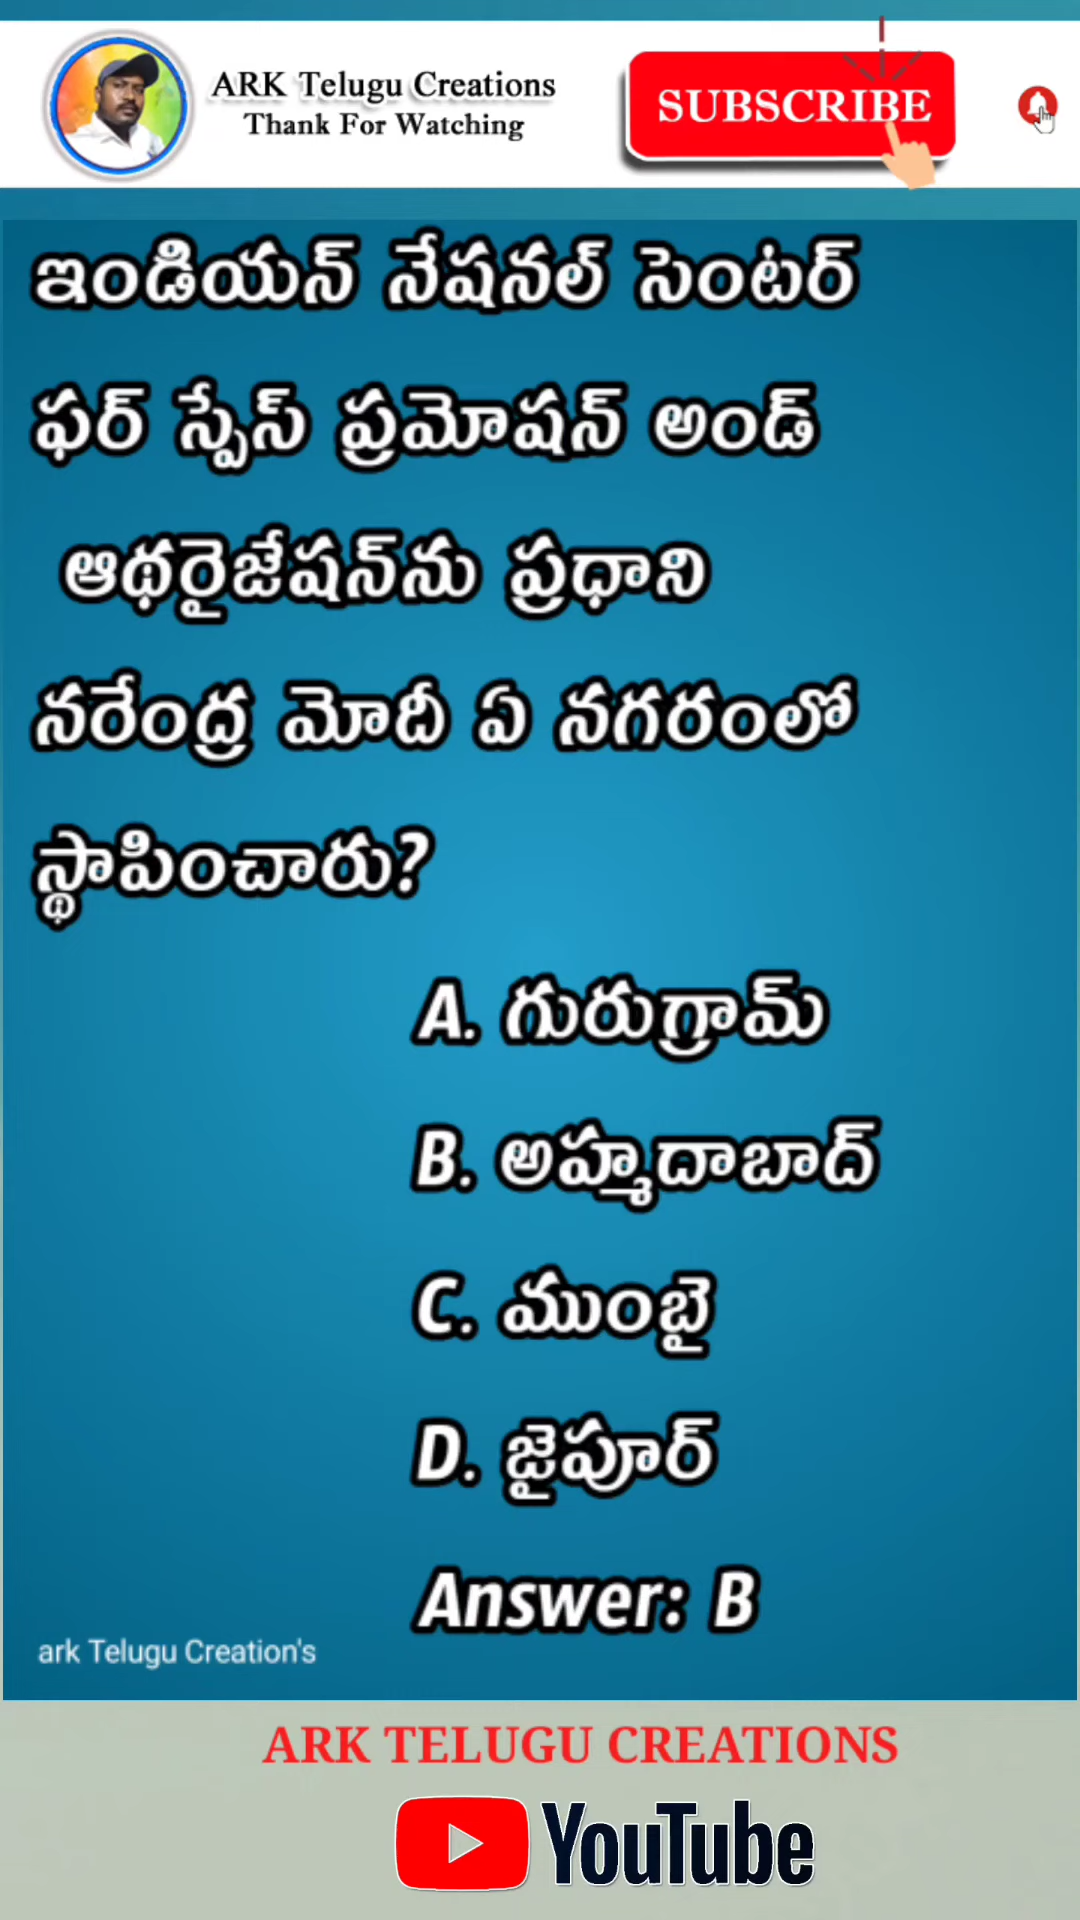 ARK Telugu Creations
Thank For Watching
SUBSCRIBE
ఇండియన్ నేషనల్ సెంటర్
ఫర్ స్పేస్ ప్రమోషన్ అండ్
ఆథరైజేషన్‌ను ప్రధాని
నరేంద్ర మోదీ ఏ నగరంలో
స్థాపించారు?
A. గురుగ్రామ్
B. అహ్మదాబాద్
C. ముంబై
D. జైపూర్
Answer: B
ark Telugu Creation's
ARK TELUGU CREATIONS
YouTube